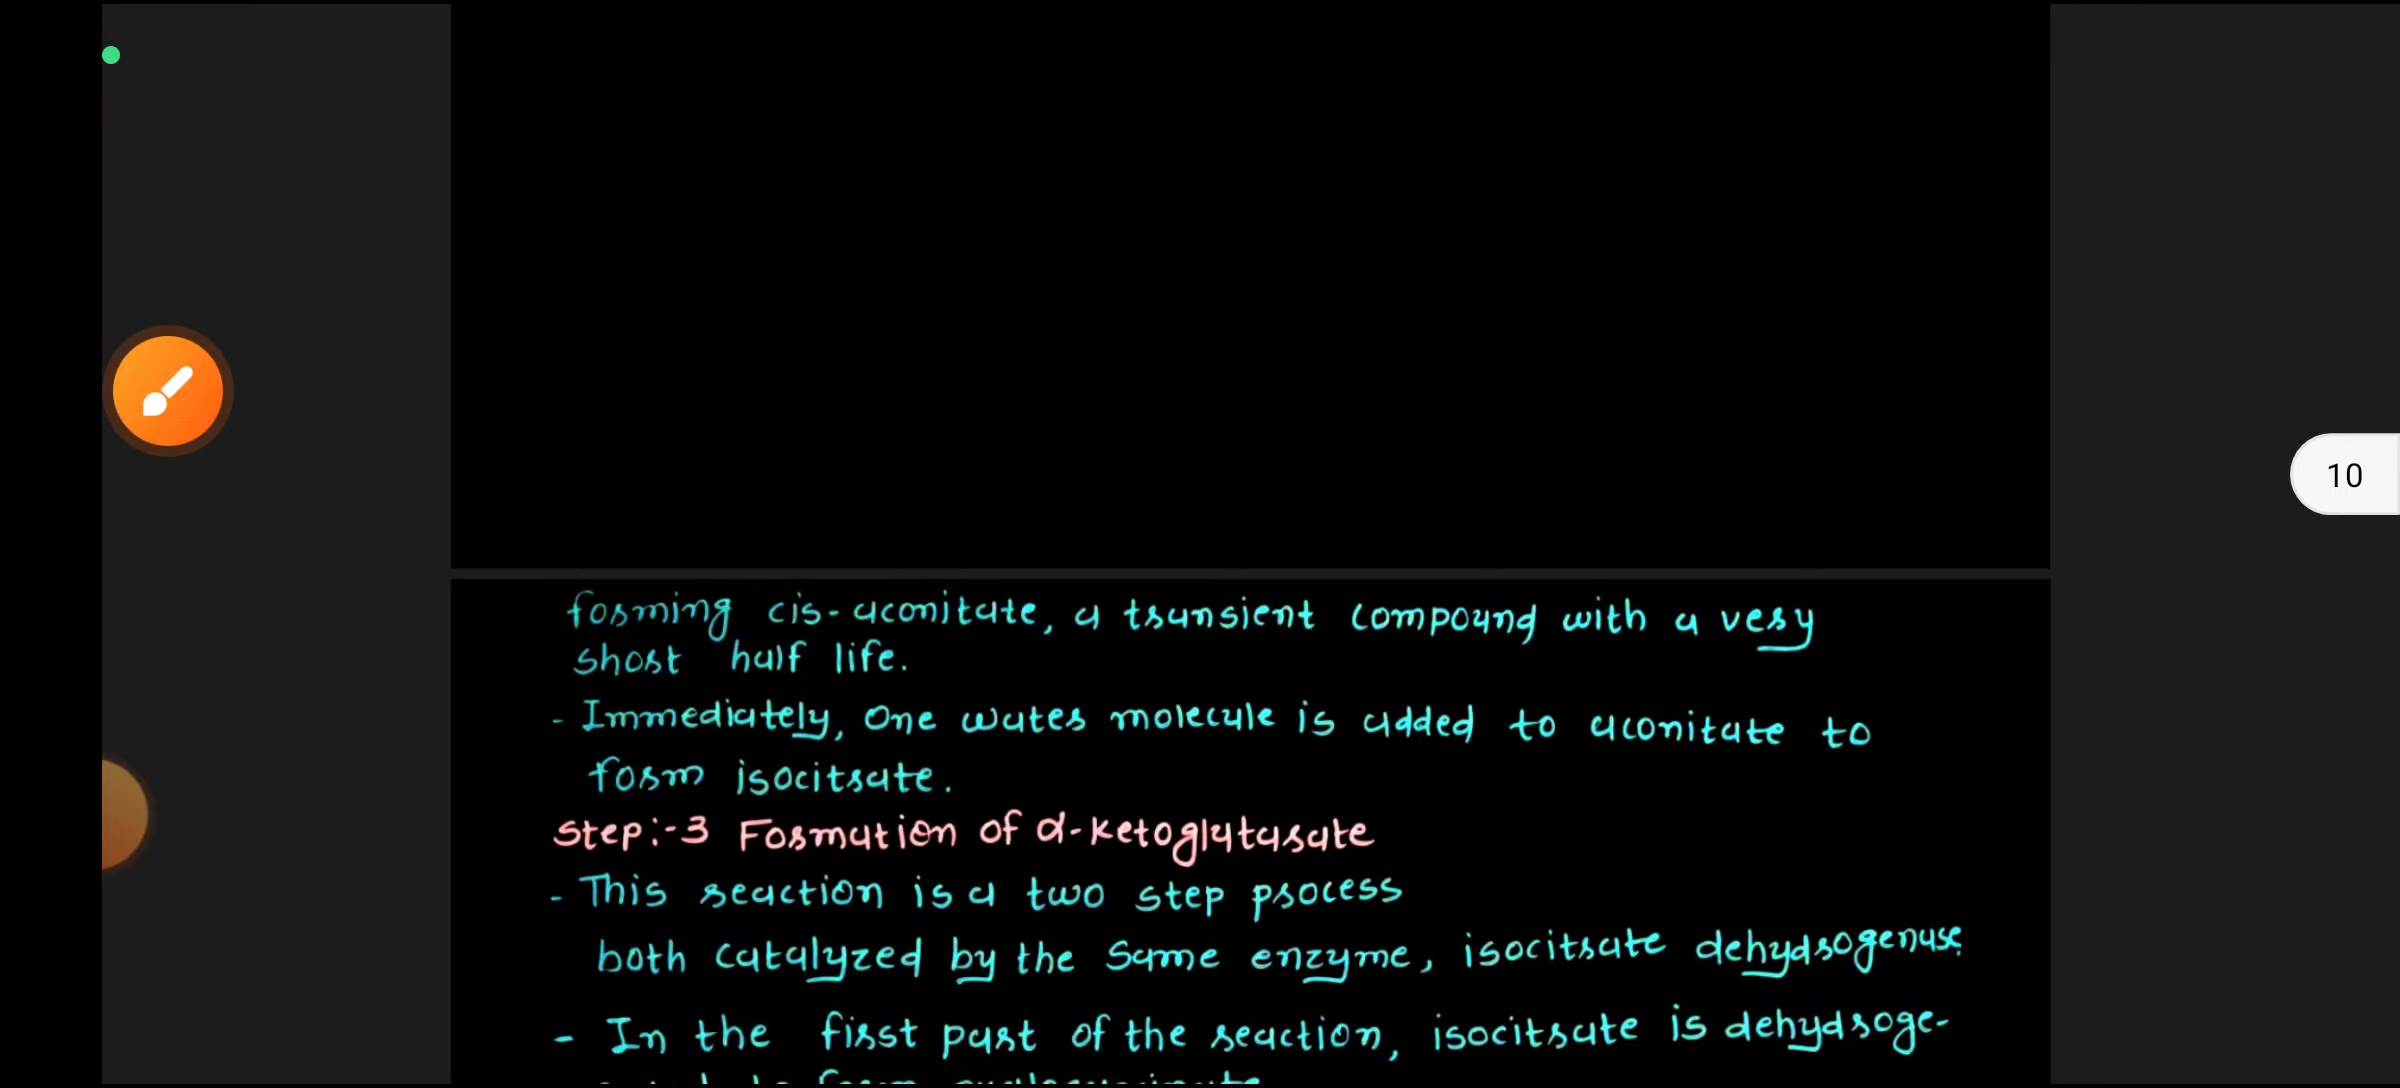 10
forming cis-aconitate, a transient compound with a very
short half life.
- Immediately, One water molecule is added to aconitate to
form isocitrate.
Step:-3 Formation of α-ketoglutarate
- This reaction is a two step process
both catalyzed by the Same enzyme, isocitrate dehydrogenase.
- In the first part of the reaction, isocitrate is dehydroge-